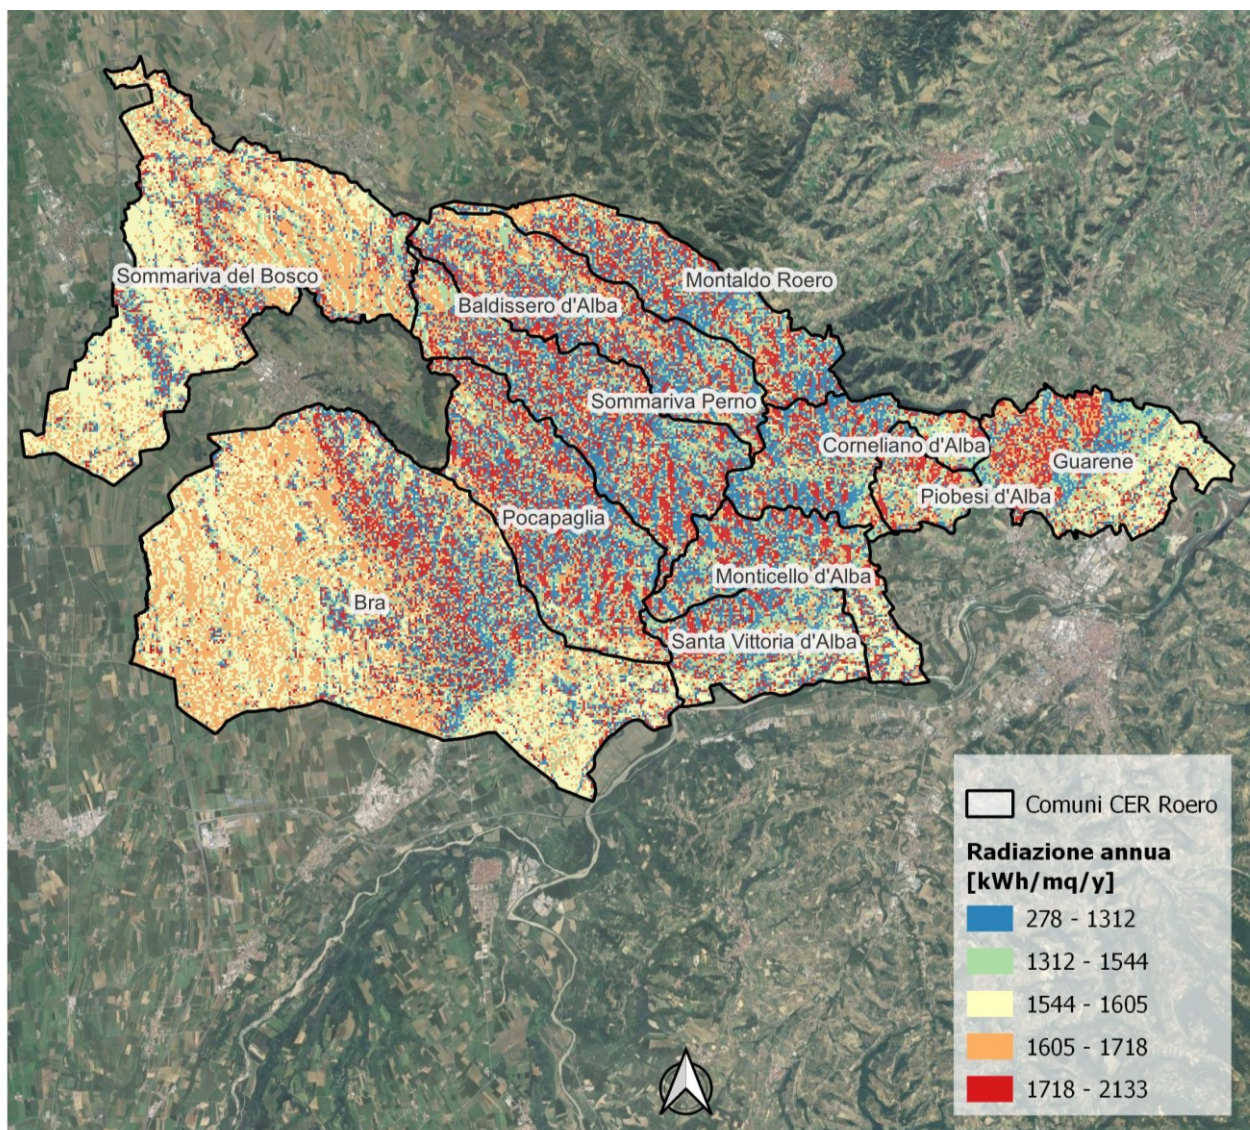 Sommariva del Bosco
Montaldo Roero
Baldissero d'Alba
Sommariva Perno
Corneliano d'Alba
Guarene
Piobesi d'Alba
Pocapaglia
Monticello d'Alba
Bra
Santa Vittoria d'Alba
Comuni CER Roero
Radiazione annua
[kWh/mq/y]
278 - 1312
1312 - 1544
1544 - 1605
1605 - 1718
1718 - 2133